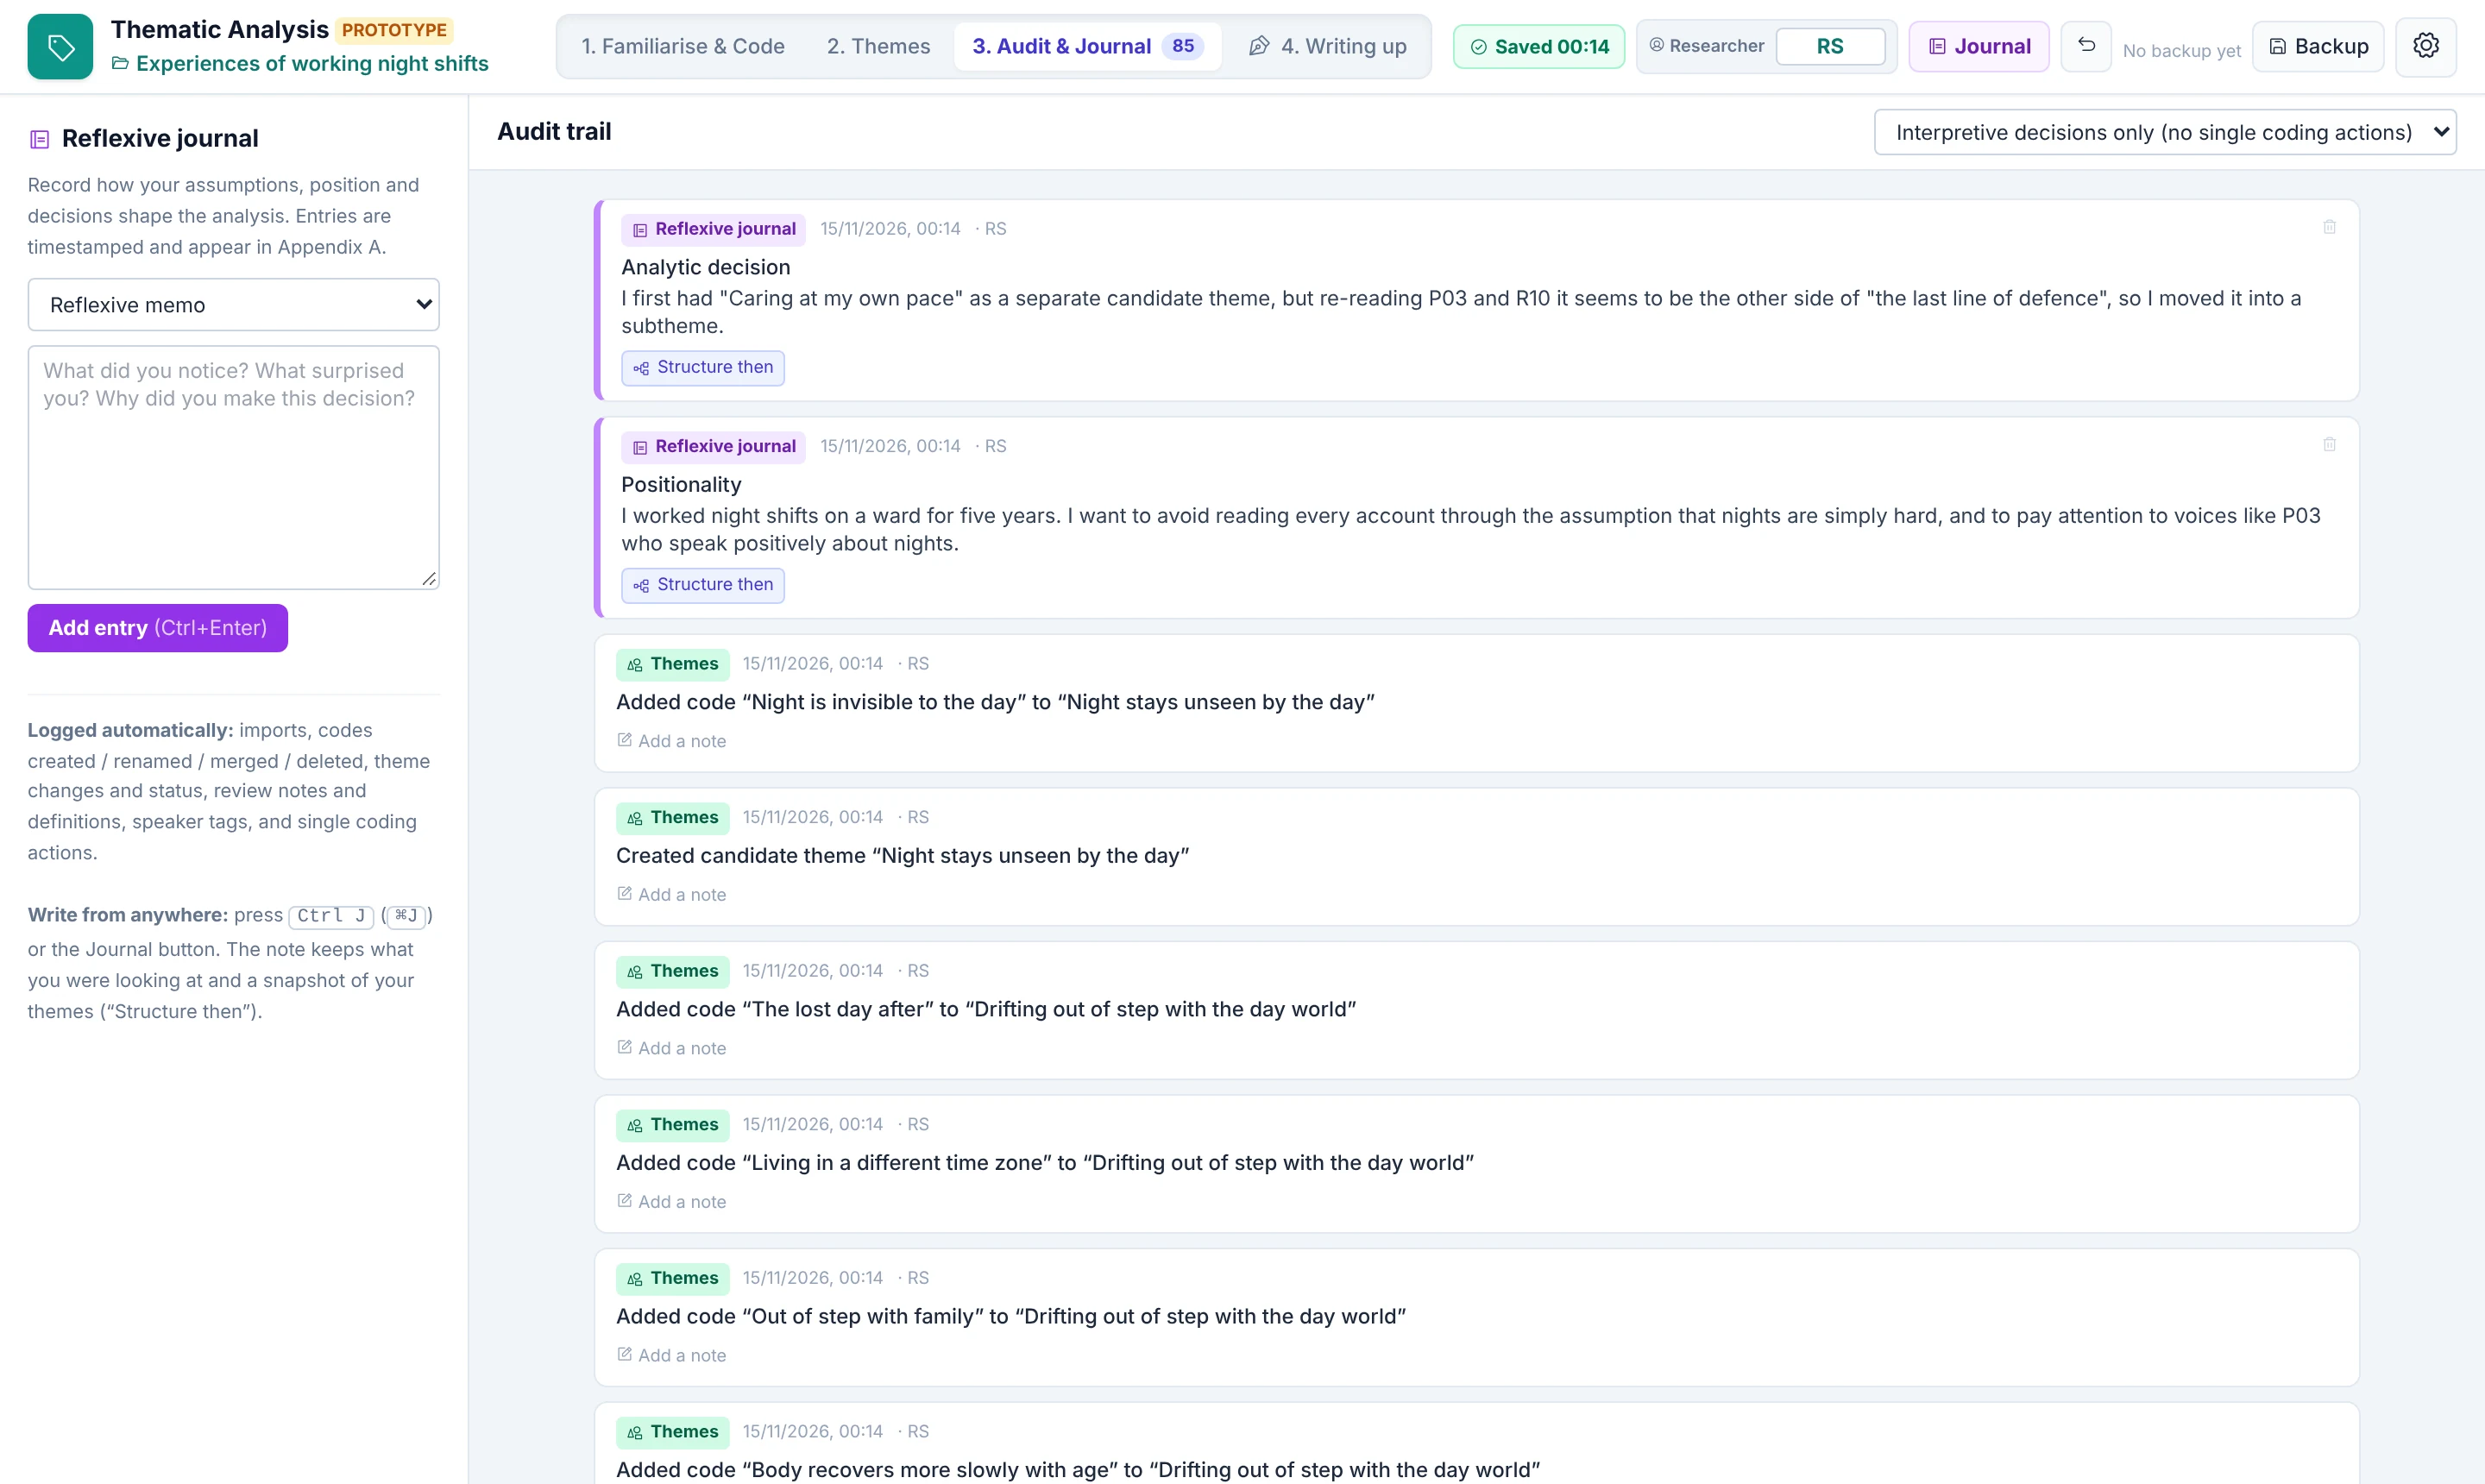 Thematic Analysis PROTOTYPE
Experiences of working night shifts
1. Familiarise & Code
2. Themes
3. Audit & Journal 85
4. Writing up
Saved 00:14
Researcher RS
Journal
No backup yet
Backup
Reflexive journal
Record how your assumptions, position and
decisions shape the analysis. Entries are
timestamped and appear in Appendix A.
Reflexive memo
What did you notice? What surprised
you? Why did you make this decision?
Add entry (Ctrl+Enter)
Logged automatically: imports, codes
created / renamed / merged / deleted, theme
changes and status, review notes and
definitions, speaker tags, and single coding
actions.
Write from anywhere: press Ctrl J (⌘J)
or the Journal button. The note keeps what
you were looking at and a snapshot of your
themes (“Structure then”).
Audit trail
Interpretive decisions only (no single coding actions)
Reflexive journal 15/11/2026, 00:14 · RS
Analytic decision
I first had "Caring at my own pace" as a separate candidate theme, but re-reading P03 and R10 it seems to be the other side of "the last line of defence", so I moved it into a
subtheme.
Structure then
Reflexive journal 15/11/2026, 00:14 · RS
Positionality
I worked night shifts on a ward for five years. I want to avoid reading every account through the assumption that nights are simply hard, and to pay attention to voices like P03
who speak positively about nights.
Structure then
Themes 15/11/2026, 00:14 · RS
Added code “Night is invisible to the day” to “Night stays unseen by the day”
Add a note
Themes 15/11/2026, 00:14 · RS
Created candidate theme “Night stays unseen by the day”
Add a note
Themes 15/11/2026, 00:14 · RS
Added code “The lost day after” to “Drifting out of step with the day world”
Add a note
Themes 15/11/2026, 00:14 · RS
Added code “Living in a different time zone” to “Drifting out of step with the day world”
Add a note
Themes 15/11/2026, 00:14 · RS
Added code “Out of step with family” to “Drifting out of step with the day world”
Add a note
Themes 15/11/2026, 00:14 · RS
Added code “Body recovers more slowly with age” to “Drifting out of step with the day world”